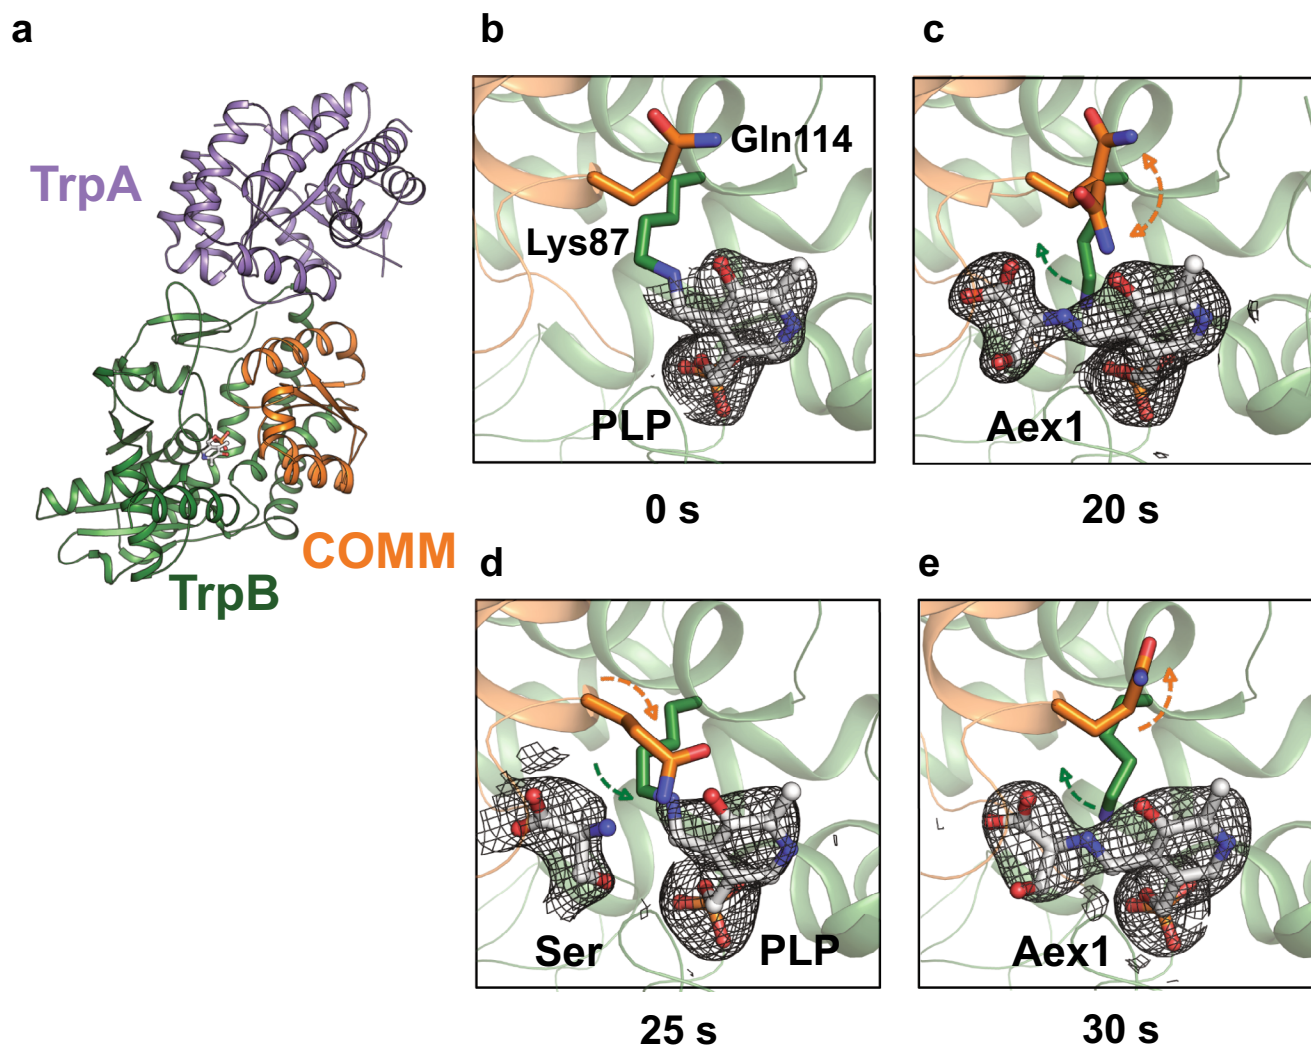 a
TrpA
COMM
TrpB
b
Gln114
Lys87
PLP
0 s
c
Aex1
20 s
d
Ser
PLP
25 s
e
Aex1
30 s